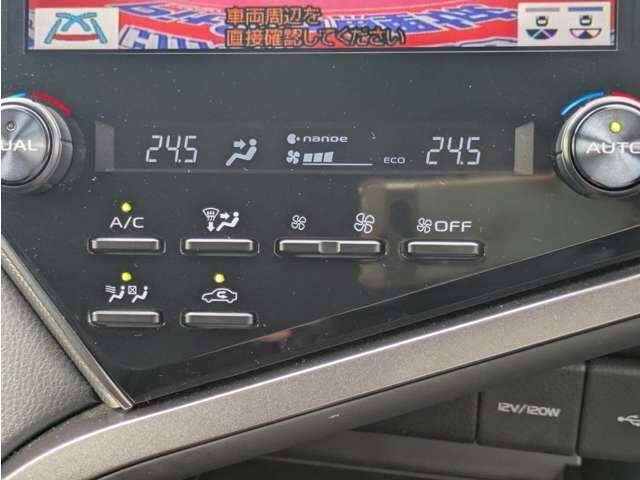 車両周辺を
直接確認してください
DUAL
24.5
nanoe
ECO
24.5
AUTO
A/C
OFF
12V/120W